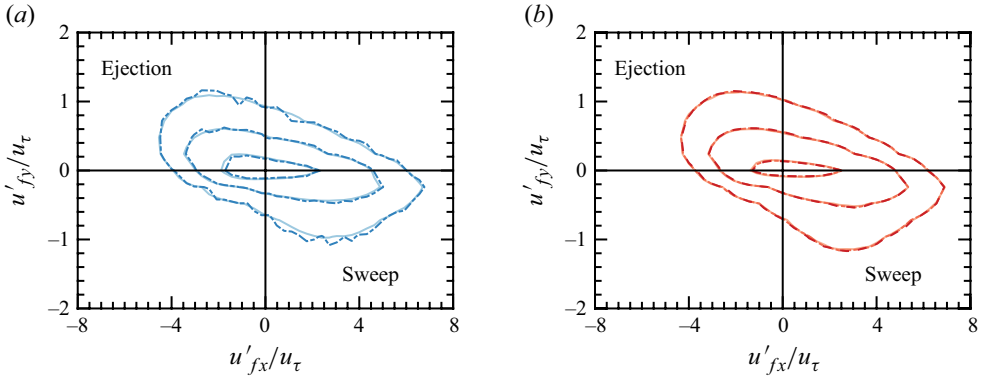 (a) (b)
2 2
Ejection Ejection
1 1
u′fy/uτ 0 u′fy/uτ 0
–1 –1
Sweep Sweep
–2 –2
–8 –4 0 4 8 –8 –4 0 4 8
u′fx/uτ u′fx/uτ